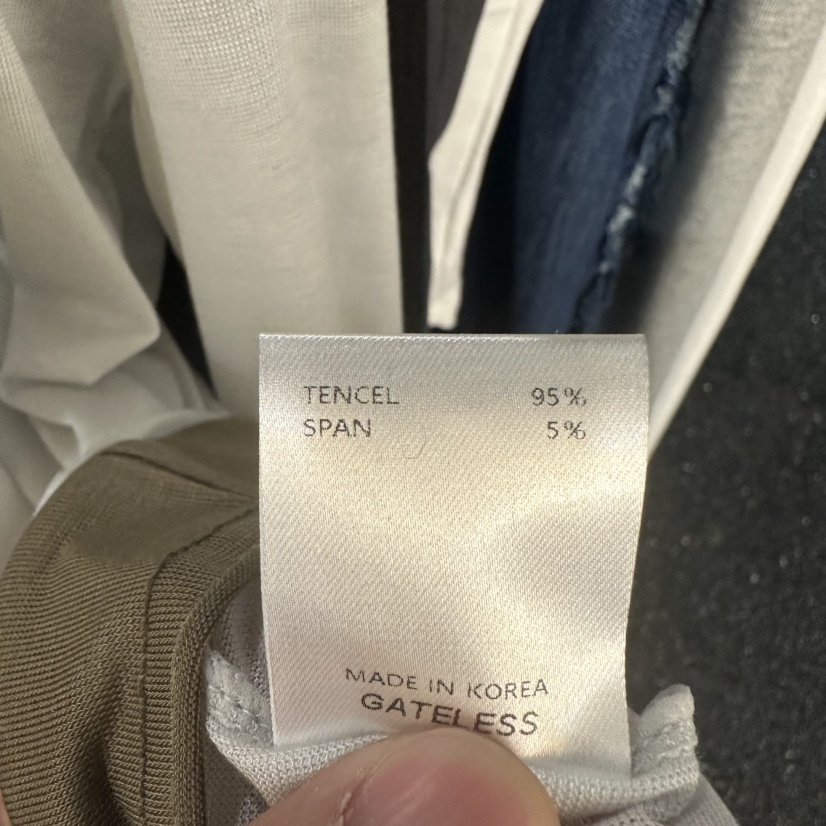 TENCEL 95%
SPAN 5%
MADE IN KOREA
GATELESS